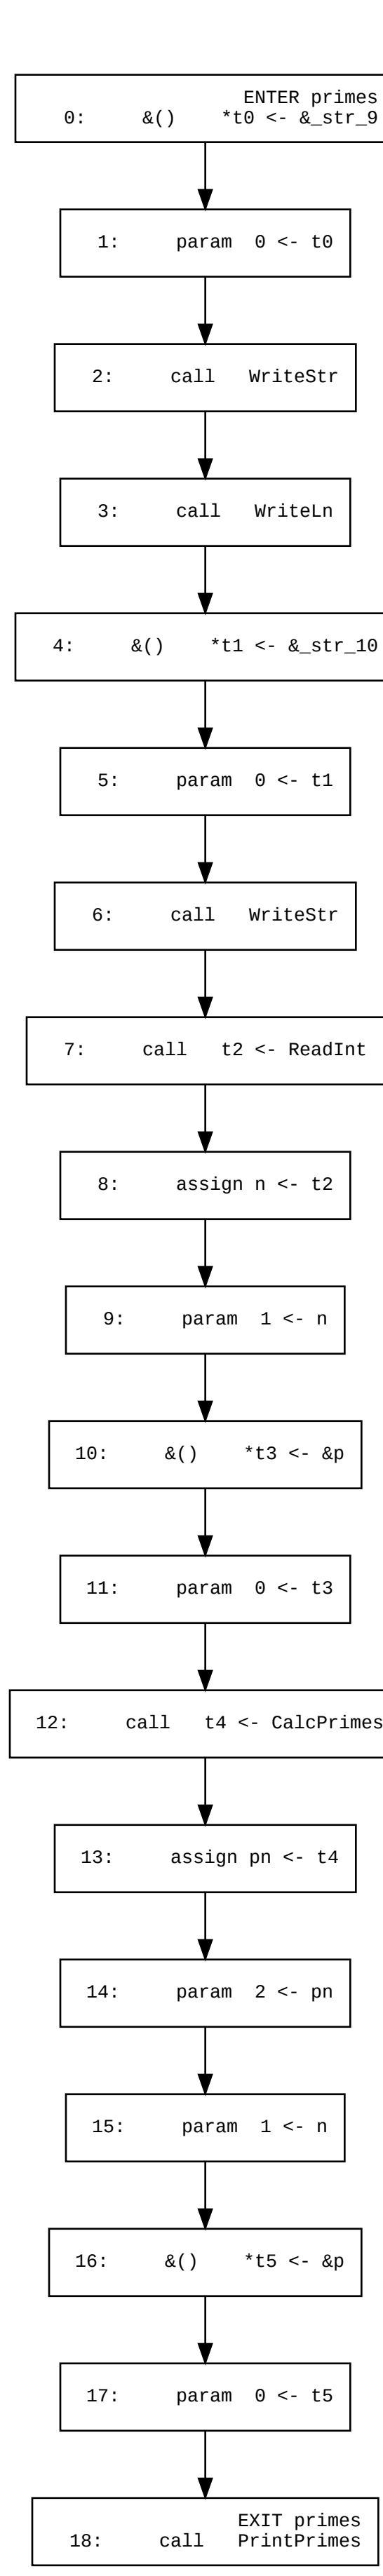 ENTER primes
0: &() *t0 <- &_str_9
1: param 0 <- t0
2: call WriteStr
3: call WriteLn
4: &() *t1 <- &_str_10
5: param 0 <- t1
6: call WriteStr
7: call t2 <- ReadInt
8: assign n <- t2
9: param 1 <- n
10: &() *t3 <- &p
11: param 0 <- t3
12: call t4 <- CalcPrimes
13: assign pn <- t4
14: param 2 <- pn
15: param 1 <- n
16: &() *t5 <- &p
17: param 0 <- t5
EXIT primes
18: call PrintPrimes